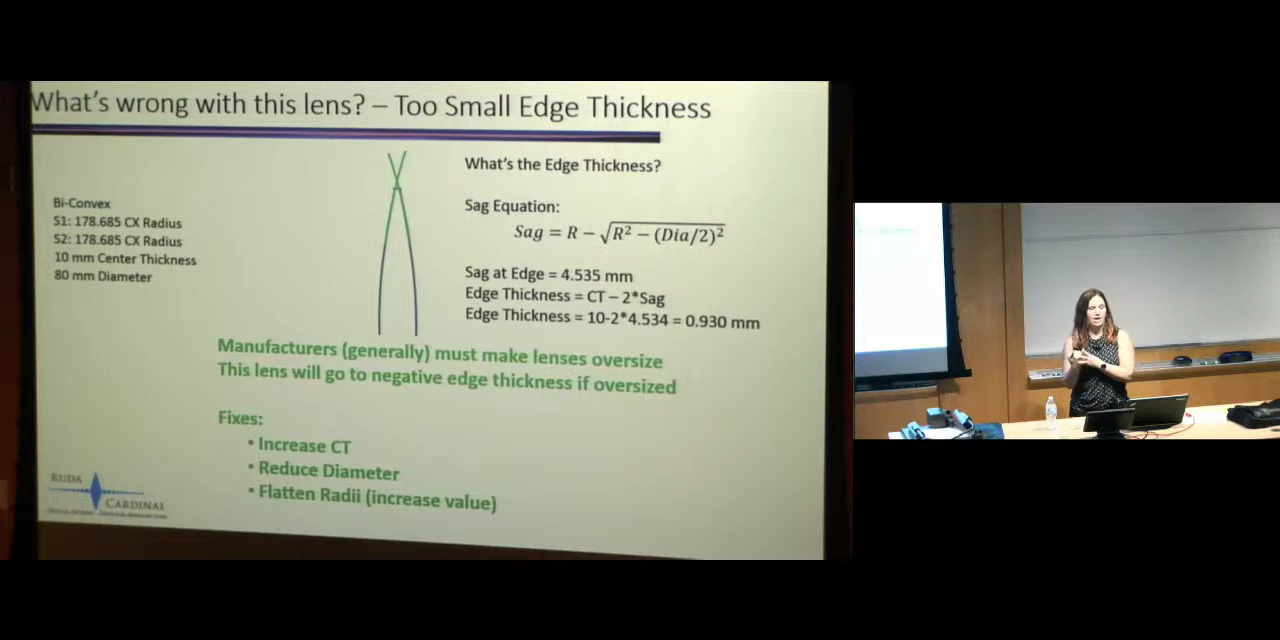 What's wrong with this lens? – Too Small Edge Thickness
Bi-Convex
S1: 178.685 CX Radius
S2: 178.685 CX Radius
10 mm Center Thickness
80 mm Diameter
What's the Edge Thickness?
Sag Equation:
Sag = R − √R² − (Dia/2)²
Sag at Edge = 4.535 mm
Edge Thickness = CT – 2*Sag
Edge Thickness = 10-2*4.534 = 0.930 mm
Manufacturers (generally) must make lenses oversize
This lens will go to negative edge thickness if oversized
Fixes:
• Increase CT
• Reduce Diameter
• Flatten Radii (increase value)
RUDA
CARDINAL